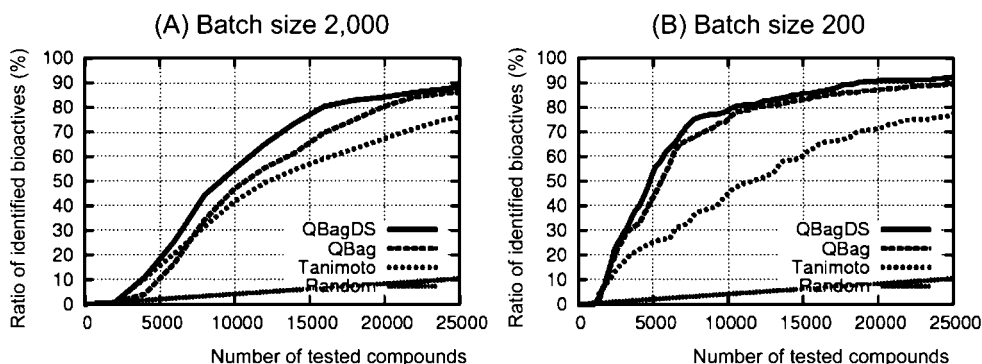 (A) Batch size 2,000
Ratio of identified bioactives (%)
100
90
80
70
60
50
40
30
20
10
0
QBagDS
QBag
Tanimoto
Random
0 5000 10000 15000 20000 25000
Number of tested compounds
(B) Batch size 200
Ratio of identified bioactives (%)
100
90
80
70
60
50
40
30
20
10
0
QBagDS
QBag
Tanimoto
Random
0 5000 10000 15000 20000 25000
Number of tested compounds